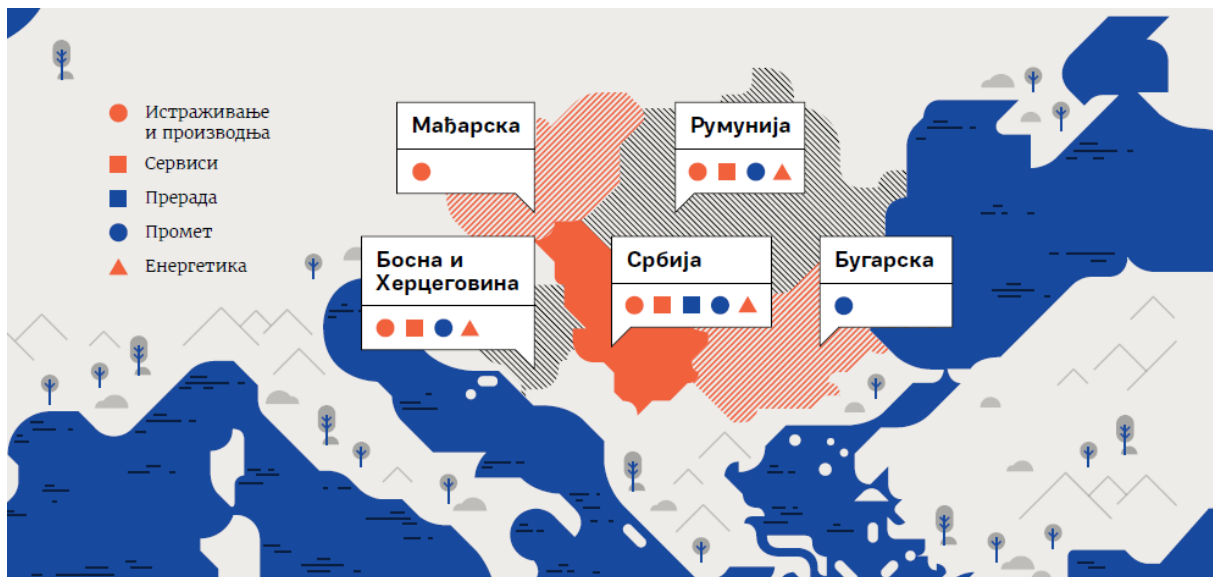 Истраживање
и производња
Сервиси
Прерада
Промет
Енергетика
Мађарска
Румунија
Босна и
Херцеговина
Србија
Бугарска